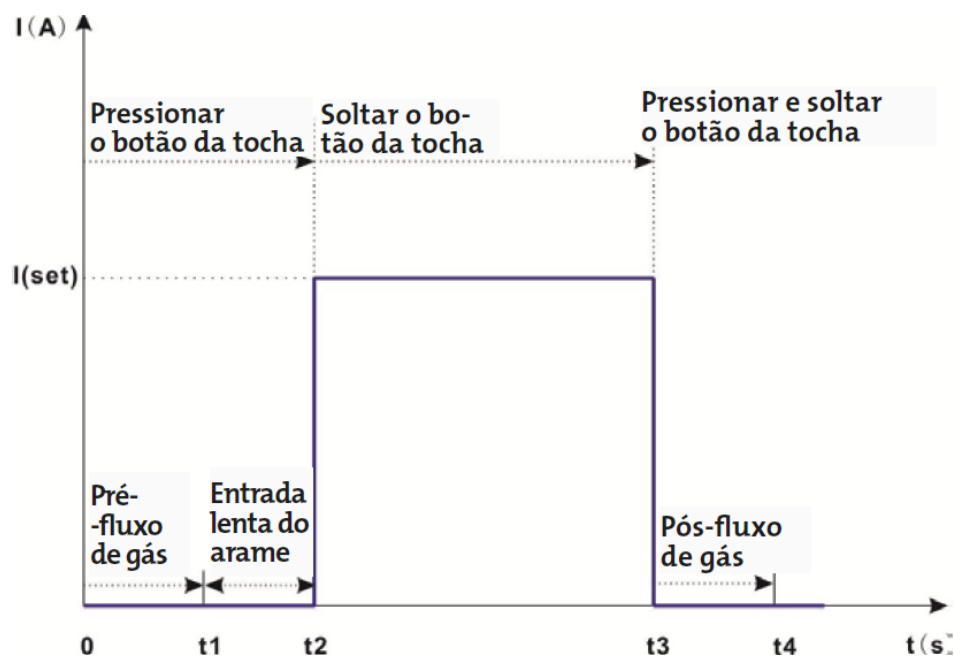 I(A)
Pressionar
o botão da tocha
Soltar o bo-
tão da tocha
Pressionar e soltar
o botão da tocha
I(set)
Pré-
-fluxo
de gás
Entrada
lenta do
arame
Pós-fluxo
de gás
0 t1 t2 t3 t4 t(s)